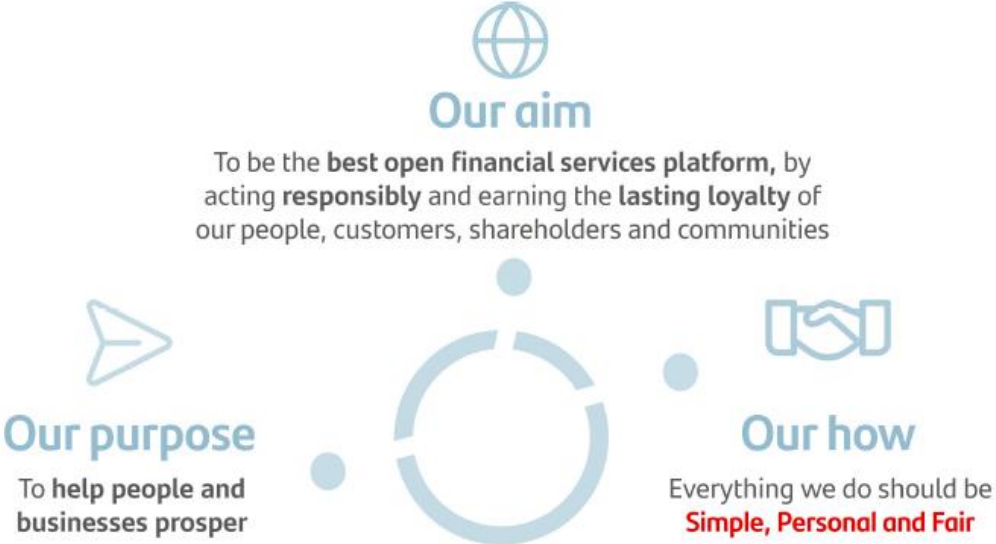 Our aim
To be the best open financial services platform, by
acting responsibly and earning the lasting loyalty of
our people, customers, shareholders and communities
Our purpose
To help people and
businesses prosper
Our how
Everything we do should be
Simple, Personal and Fair